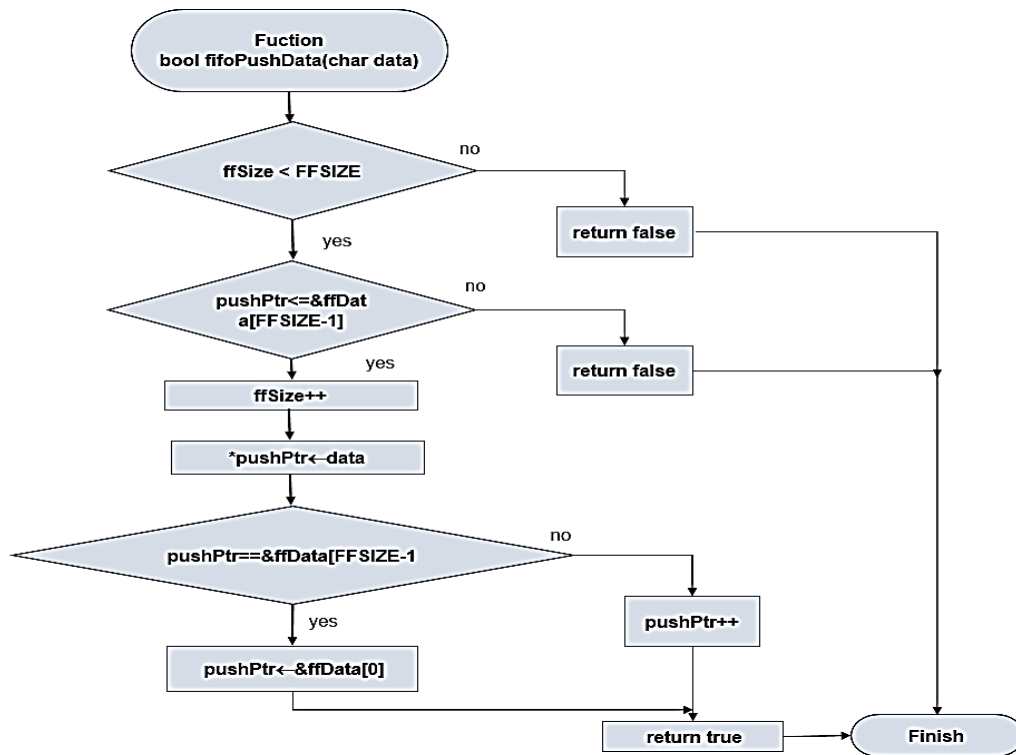 Fuction
bool fifoPushData(char data)
ffSize < FFSIZE
no
return false
yes
pushPtr<=&ffDat
a[FFSIZE-1]
no
return false
yes
ffSize++
*pushPtr←data
pushPtr==&ffData[FFSIZE-1
no
pushPtr++
yes
pushPtr←&ffData[0]
return true
Finish